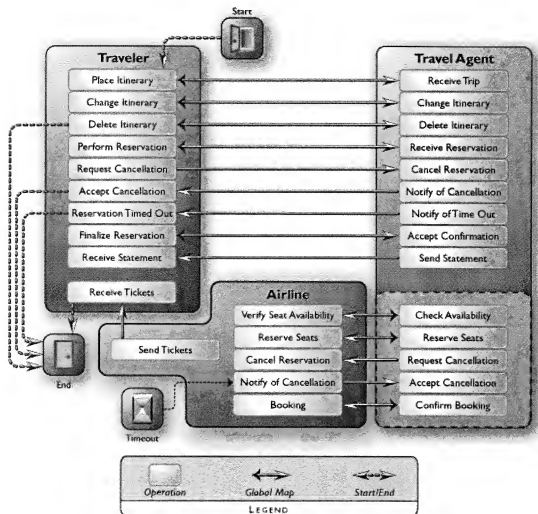 Start
Traveler
Place Itinerary
Change Itinerary
Delete Itinerary
Perform Reservation
Request Cancellation
Accept Cancellation
Reservation Timed Out
Finalize Reservation
Receive Statement
Receive Tickets
Travel Agent
Receive Trip
Change Itinerary
Delete Itinerary
Receive Reservation
Cancel Reservation
Notify of Cancellation
Notify of Time Out
Accept Confirmation
Send Statement
Check Availability
Reserve Seats
Request Cancellation
Accept Cancellation
Confirm Booking
Airline
Verify Seat Availability
Reserve Seats
Cancel Reservation
Notify of Cancellation
Booking
Send Tickets
End
Timeout
Operation
Global Map
Start/End
LEGEND